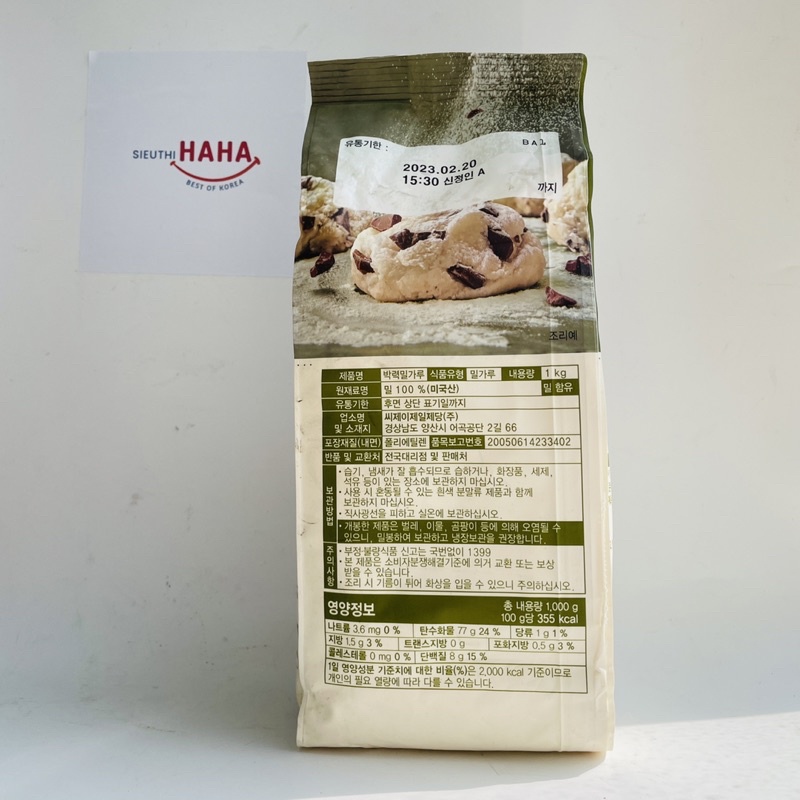 SIEUTHI HAHA
BEST OF KOREA
유통기한 :
2023.02.20
15:30 신정인 A
까지
조리예
제품명 박력밀가루 식품유형 밀가루 내용량 1 kg
원재료명 밀 100 %(미국산) 밀 함유
유통기한 후면 상단 표기일까지
업소명 및 소재지 씨제이제일제당(주)
경상남도 양산시 어곡공단 2길 66
포장재질(내면) 폴리에틸렌 품목보고번호 20050614233402
반품 및 교환처 전국대리점 및 판매처
보관방법
• 습기, 냄새가 잘 흡수되므로 습하거나, 화장품, 세제,
석유 등이 있는 장소에 보관하지 마십시오.
• 사용 시 혼동될 수 있는 흰색 분말류 제품과 함께
보관하지 마십시오.
• 직사광선을 피하고 실온에 보관하십시오.
• 개봉한 제품은 벌레, 이물, 곰팡이 등에 의해 오염될 수
있으니, 밀봉하여 보관하고 냉장보관을 권장합니다.
주의사항
• 부정·불량식품 신고는 국번없이 1399
• 본 제품은 소비자분쟁해결기준에 의거 교환 또는 보상
받을 수 있습니다.
• 조리 시 기름이 튀어 화상을 입을 수 있으니 주의하십시오.
영양정보 총 내용량 1,000 g
100 g당 355 kcal
나트륨 3.6 mg 0 % 탄수화물 77 g 24 % 당류 1 g 1 %
지방 1.5 g 3 % 트랜스지방 0 g 포화지방 0.5 g 3 %
콜레스테롤 0 mg 0 % 단백질 8 g 15 %
1일 영양성분 기준치에 대한 비율(%)은 2,000 kcal 기준이므로
개인의 필요 열량에 따라 다를 수 있습니다.